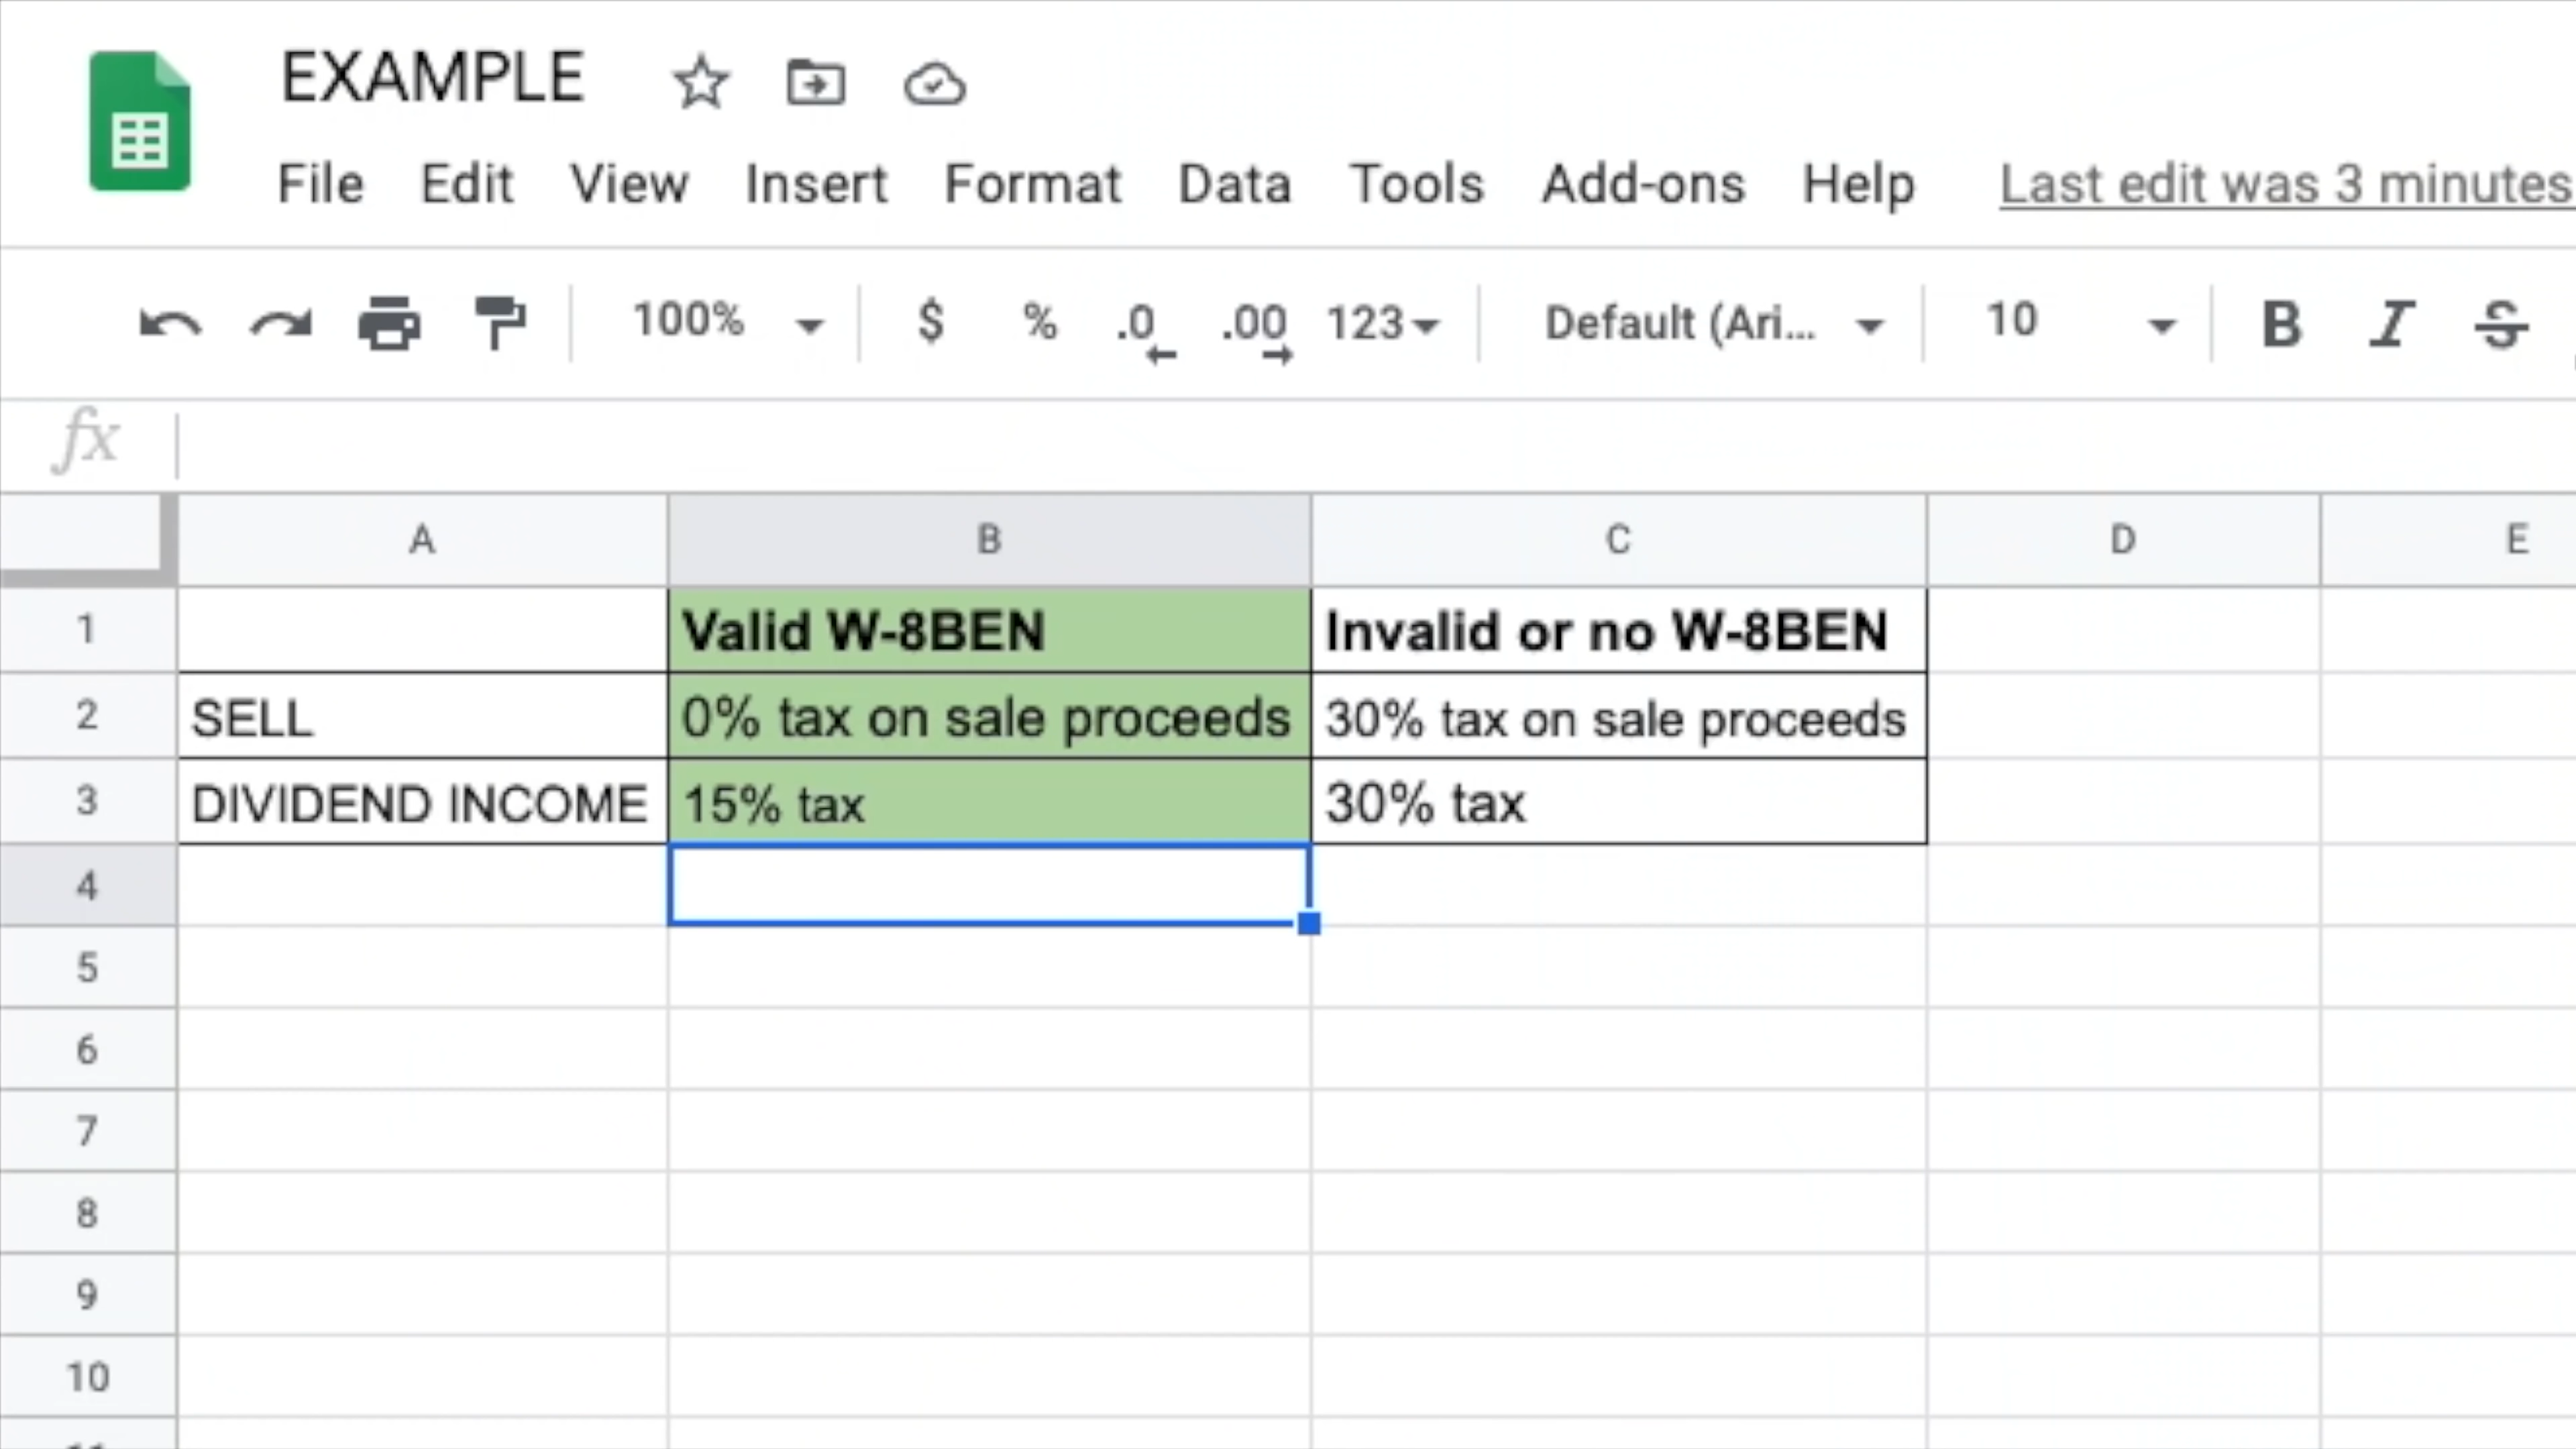 EXAMPLE
File Edit View Insert Format Data Tools Add-ons Help Last edit was 3 minutes
100% $ % .0 .00 123 Default (Ari... 10 B I S
fx
A B C D E
1 Valid W-8BEN Invalid or no W-8BEN
2 SELL 0% tax on sale proceeds 30% tax on sale proceeds
3 DIVIDEND INCOME 15% tax 30% tax
4
5
6
7
8
9
10